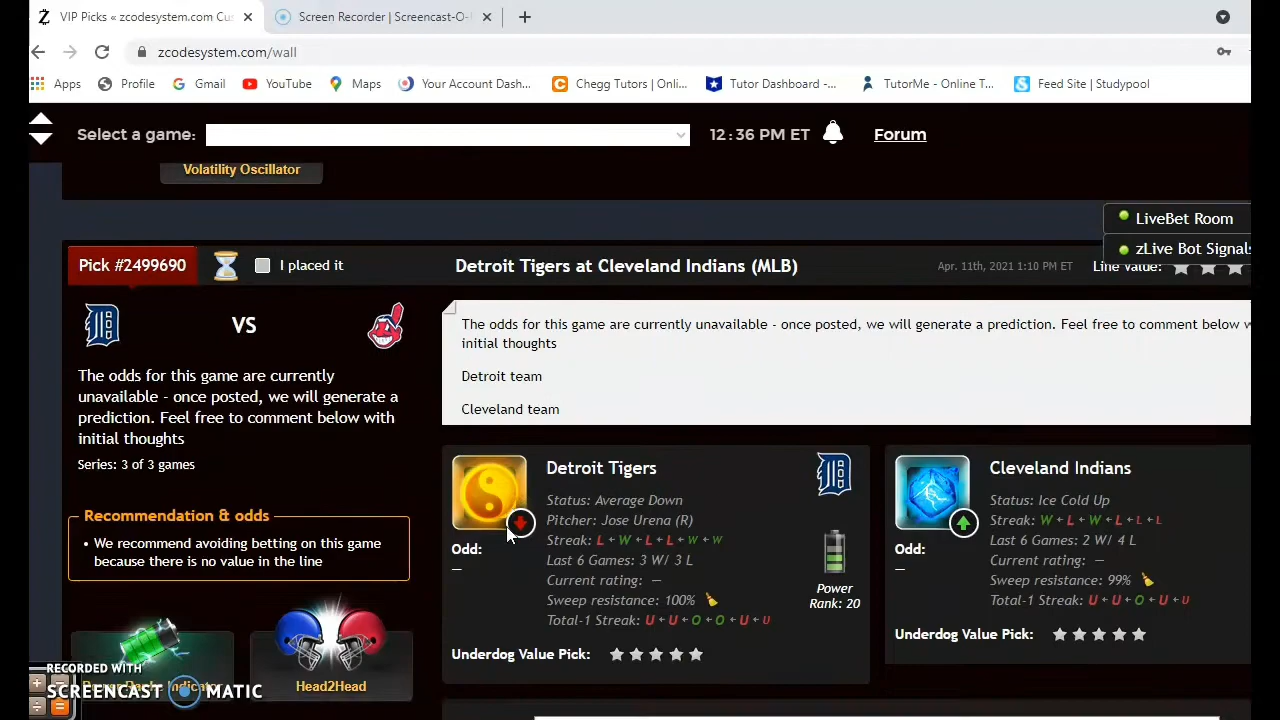 VIP Picks « zcodesystem.com Cus
Screen Recorder | Screencast-O-
zcodesystem.com/wall
Apps
Profile
Gmail
YouTube
Maps
Your Account Dash...
Chegg Tutors | Onli...
Tutor Dashboard -...
TutorMe - Online T...
Feed Site | Studypool
Select a game:
12:36 PM ET
Forum
Volatility Oscillator
LiveBet Room
zLive Bot Signals
Pick #2499690
I placed it
Detroit Tigers at Cleveland Indians (MLB)
Apr. 11th, 2021 1:10 PM ET
Line Value:
VS
The odds for this game are currently
unavailable - once posted, we will generate a
prediction. Feel free to comment below with
initial thoughts
Series: 3 of 3 games
Recommendation & odds
• We recommend avoiding betting on this game
because there is no value in the line
Head2Head
The odds for this game are currently unavailable - once posted, we will generate a prediction. Feel free to comment below w
initial thoughts
Detroit team
Cleveland team
Detroit Tigers
Status: Average Down
Pitcher: Jose Urena (R)
Streak: L W L L W W
Last 6 Games: 3 W/ 3 L
Current rating: —
Sweep resistance: 100%
Total-1 Streak: U U O O U U
Odd:
—
Power
Rank: 20
Underdog Value Pick:
Cleveland Indians
Status: Ice Cold Up
Streak: W L W L L L
Last 6 Games: 2 W/ 4 L
Current rating: —
Sweep resistance: 99%
Total-1 Streak: U U O U U
Odd:
—
Underdog Value Pick:
RECORDED WITH
SCREENCAST MATIC